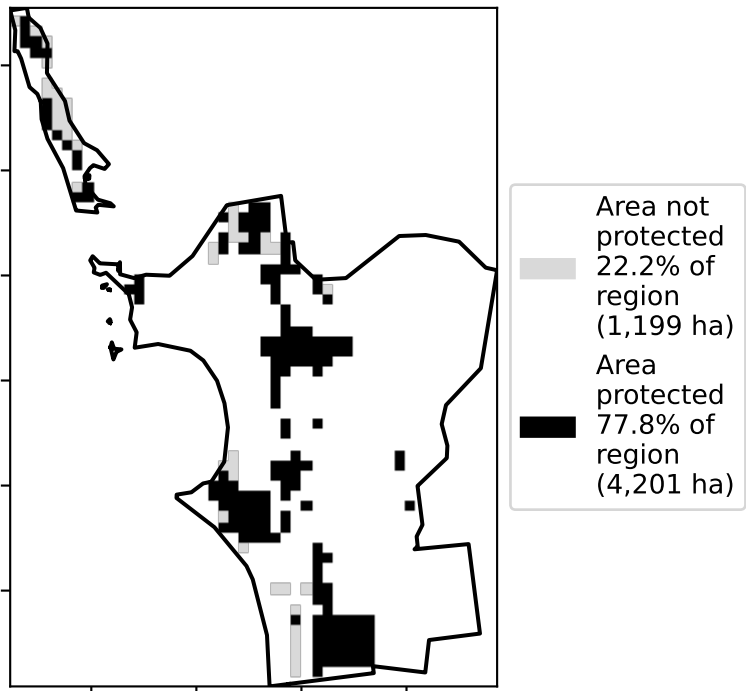 Area not
protected
22.2% of
region
(1,199 ha)
Area
protected
77.8% of
region
(4,201 ha)